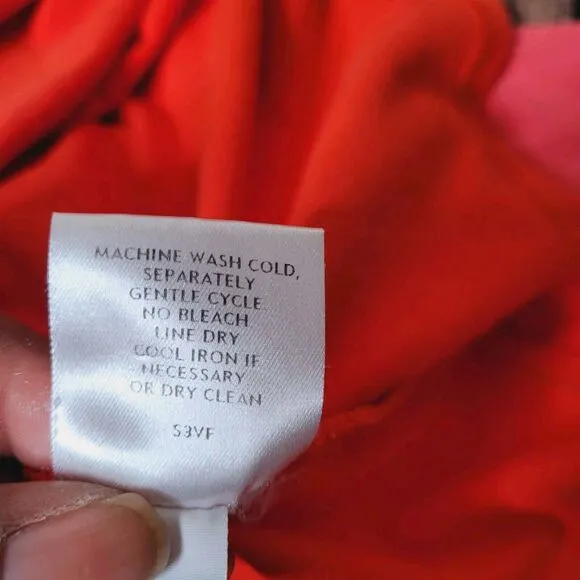 MACHINE WASH COLD,
SEPARATELY
GENTLE CYCLE
NO BLEACH
LINE DRY
COOL IRON IF
NECESSARY
OR DRY CLEAN
S3VF